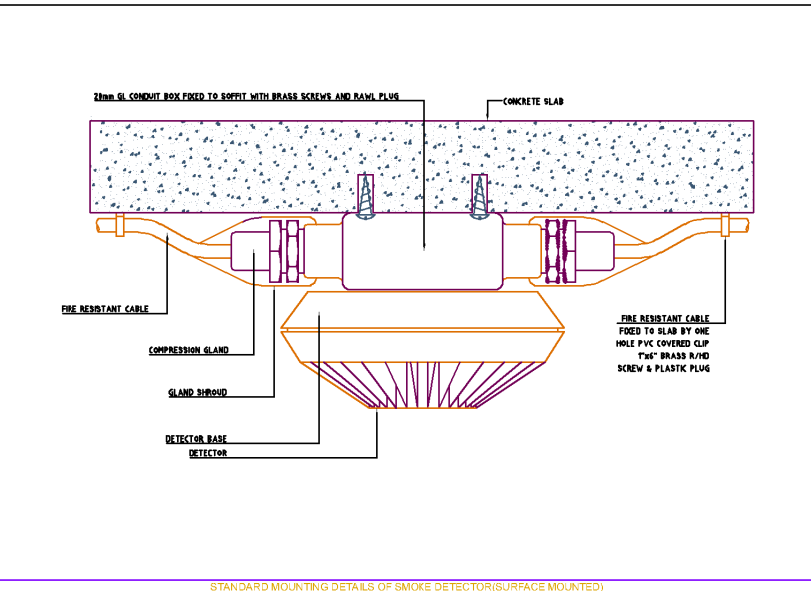 20mm GI CONDUIT BOX FIXED TO SOFFIT WITH BRASS SCREWS AND RAWL PLUG
CONCRETE SLAB
FIRE RESISTANT CABLE
COMPRESSION GLAND
GLAND SHROUD
DETECTOR BASE
DETECTOR
FIRE RESISTANT CABLE
FIXED TO SLAB BY ONE
HOLE PVC COVERED CLIP
1"x6" BRASS R/HD
SCREW & PLASTIC PLUG
STANDARD MOUNTING DETAILS OF SMOKE DETECTOR(SURFACE MOUNTED)